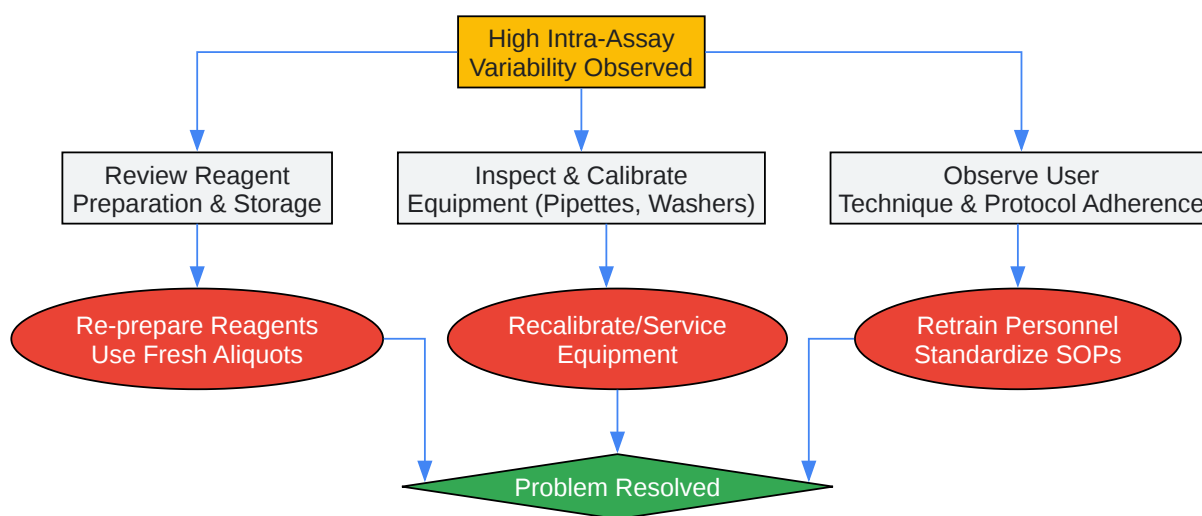 High Intra-Assay
Variability Observed
Review Reagent
Preparation & Storage
Inspect & Calibrate
Equipment (Pipettes, Washers)
Observe User
Technique & Protocol Adherence
Re-prepare Reagents
Use Fresh Aliquots
Recalibrate/Service
Equipment
Retrain Personnel
Standardize SOPs
Problem Resolved